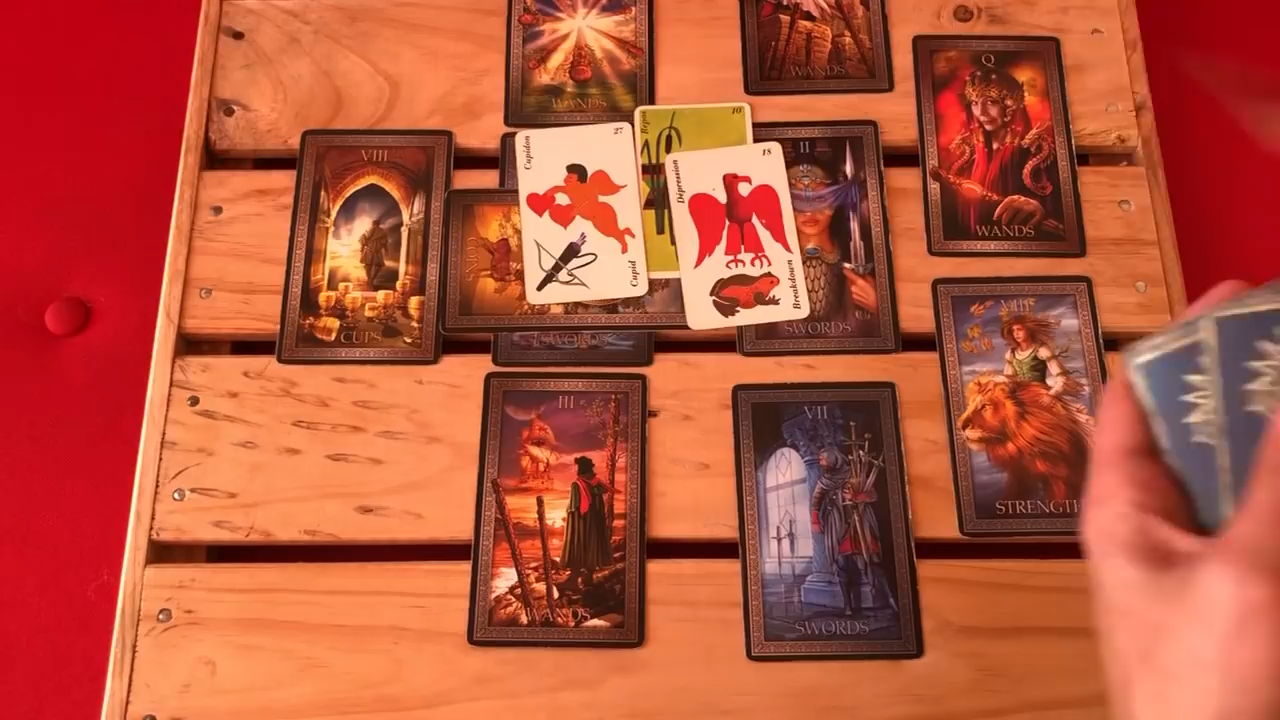 WANDS
WANDS
Q
WANDS
VIII
CUPS
27
Cupidon
Cupid
10
Repos
18
Dépression
Breakdown
II
SWORDS
SWORDS
VIII
STRENGTH
III
WANDS
VII
SWORDS